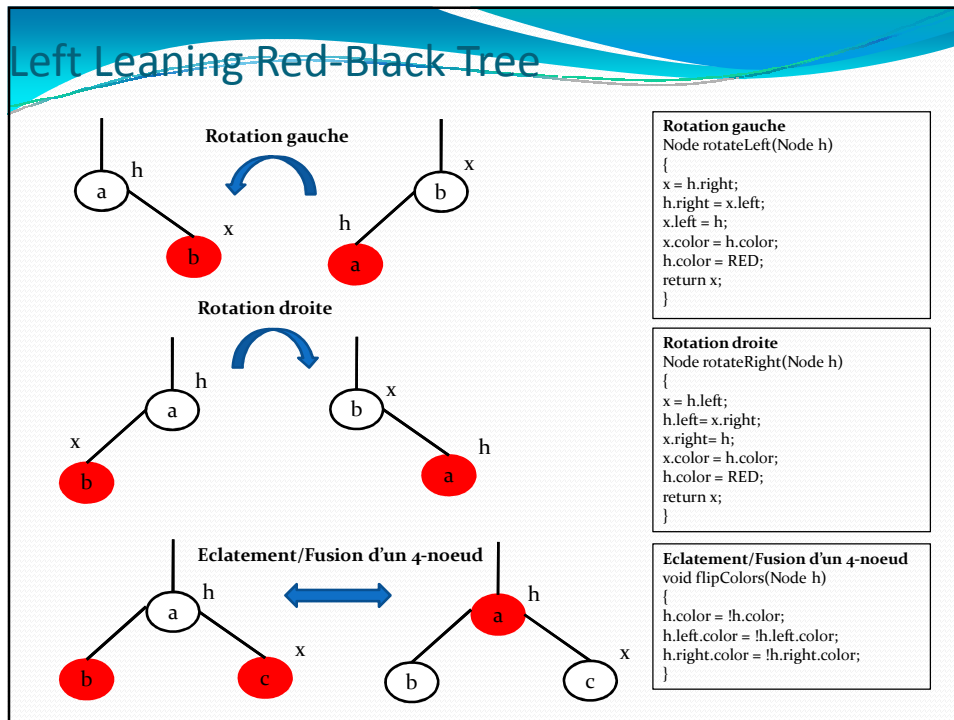 Left Leaning Red-Black Tree
Rotation gauche
h
a
x
b
x
b
h
a
Rotation droite
h
a
x
b
x
b
h
a
Eclatement/Fusion d'un 4-noeud
h
a
x
b
c
h
a
x
b
c
Rotation gauche
Node rotateLeft(Node h)
{
x = h.right;
h.right = x.left;
x.left = h;
x.color = h.color;
h.color = RED;
return x;
}
Rotation droite
Node rotateRight(Node h)
{
x = h.left;
h.left= x.right;
x.right= h;
x.color = h.color;
h.color = RED;
return x;
}
Eclatement/Fusion d'un 4-noeud
void flipColors(Node h)
{
h.color = !h.color;
h.left.color = !h.left.color;
h.right.color = !h.right.color;
}